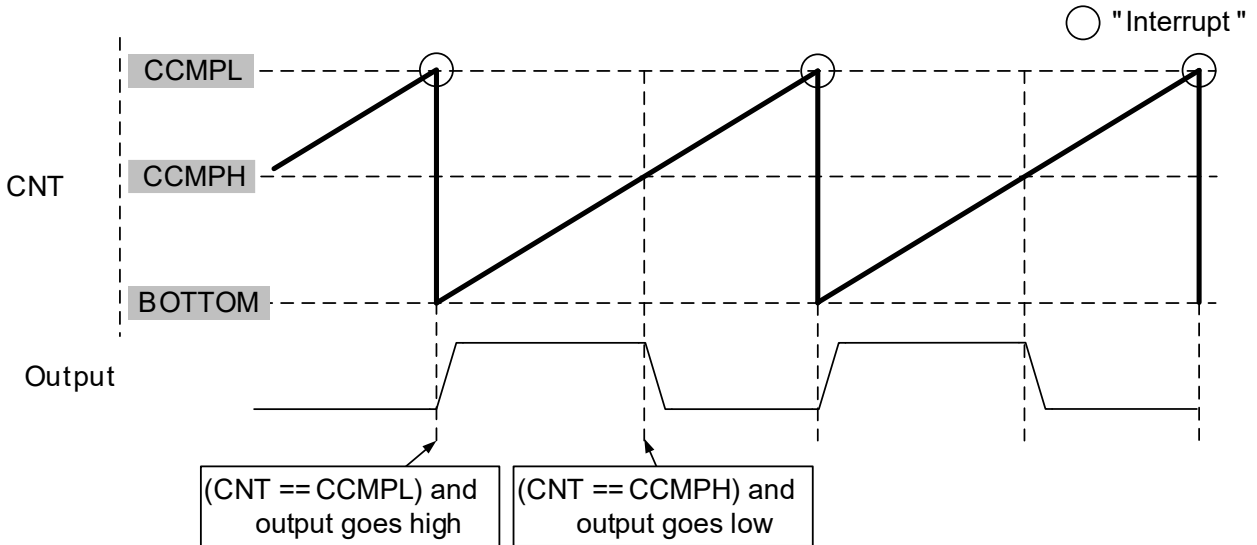 "Interrupt"
CCMPL
CNT
CCMPH
BOTTOM
Output
(CNT == CCMPL) and
output goes high
(CNT == CCMPH) and
output goes low